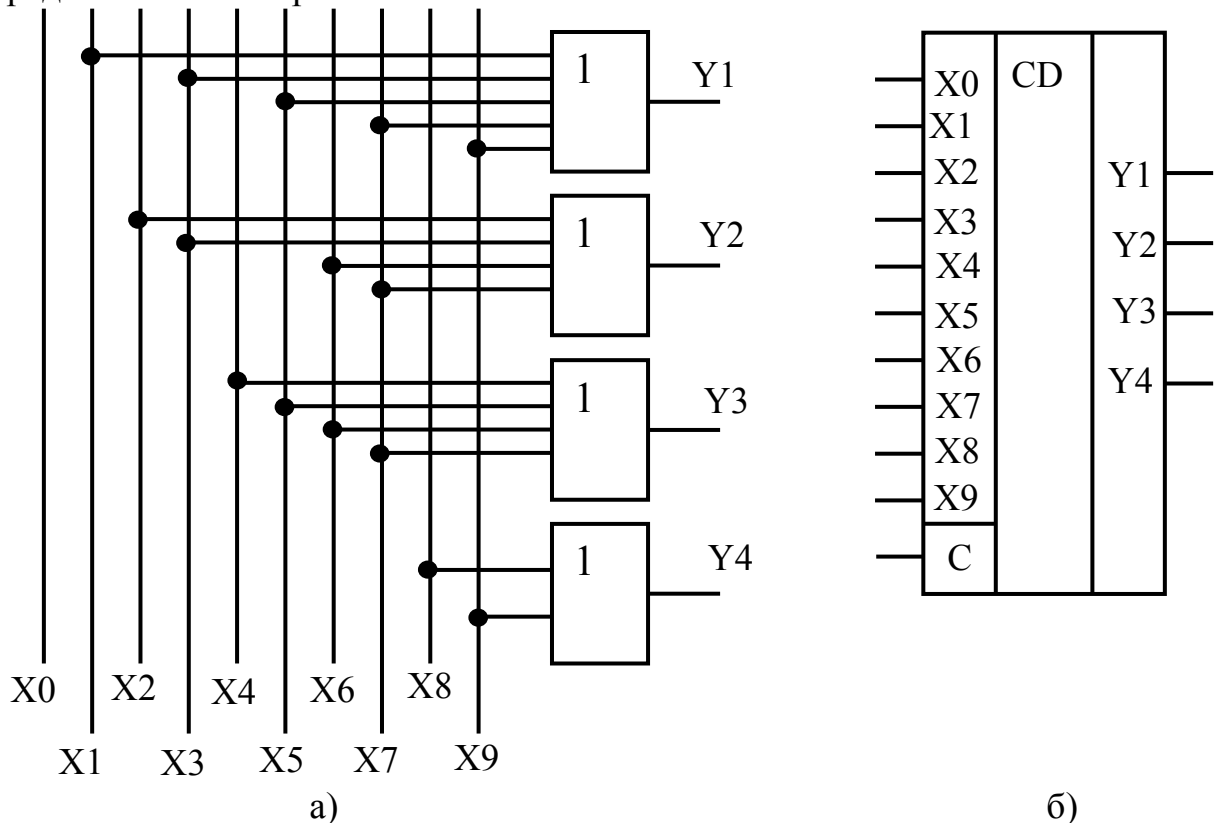 1 Y1
1 Y2
1 Y3
1 Y4
X0 X2 X4 X6 X8
X1 X3 X5 X7 X9
а)
X0 CD
X1
X2 Y1
X3 Y2
X4
X5 Y3
X6
X7 Y4
X8
X9
C
б)